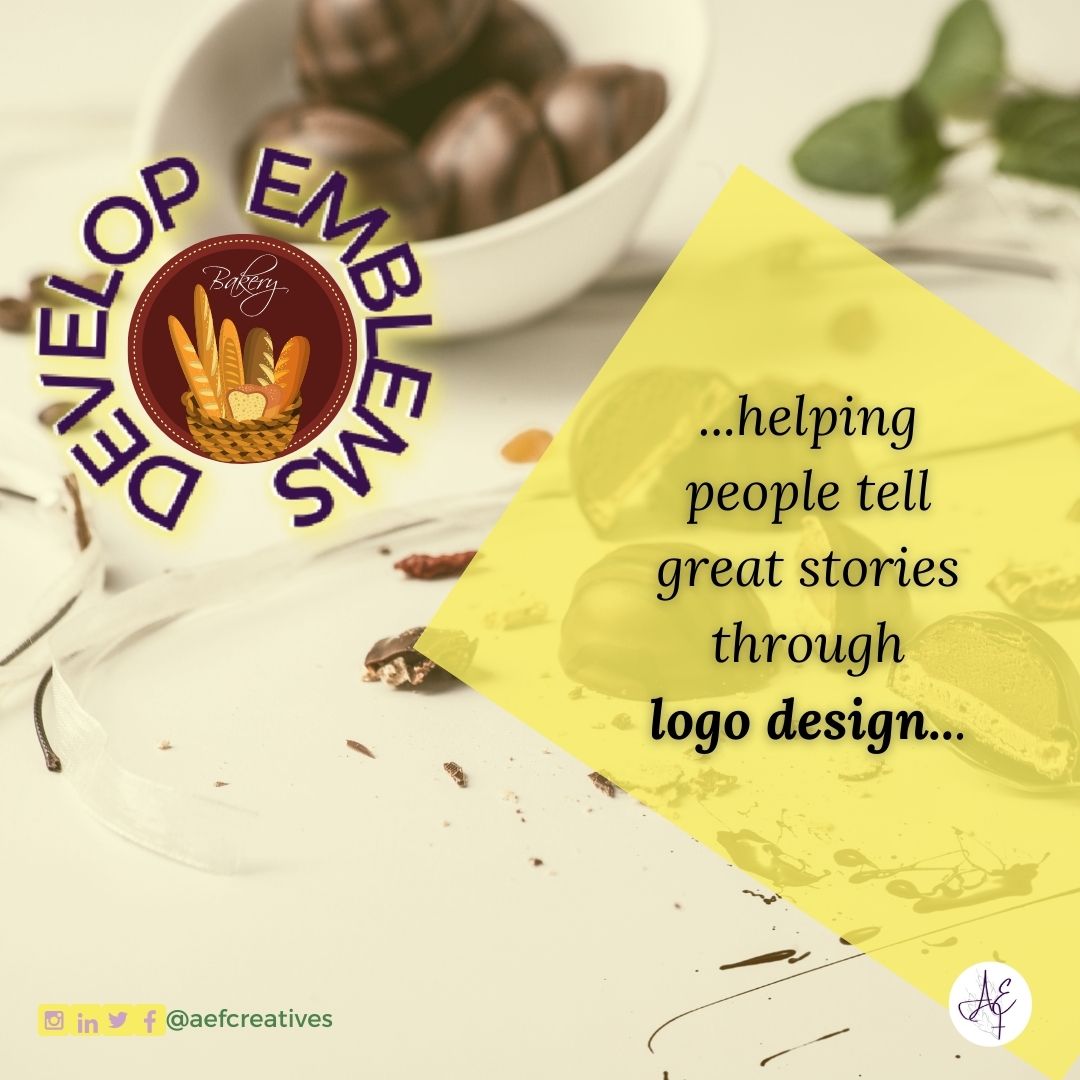 DEVELOP EMBLEMS
Bakery
...helping
people tell
great stories
through
logo design...
@aefcreatives
AEF